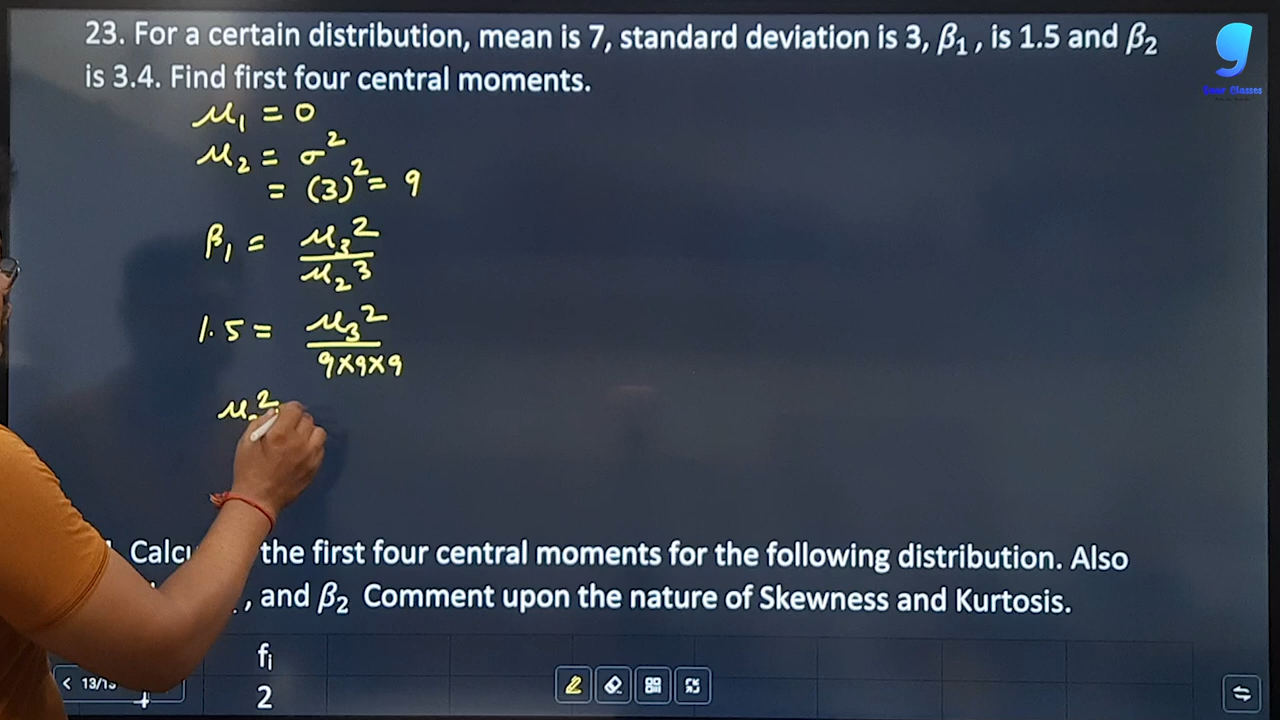 23. For a certain distribution, mean is 7, standard deviation is 3, β₁ , is 1.5 and β₂
is 3.4. Find first four central moments.
μ₁ = 0
μ₂ = σ²
= (3)² = 9
β₁ = μ₃² / μ₂³
1.5 = μ₃² / 9×9×9
the first four central moments for the following distribution. Also
, and β₂ Comment upon the nature of Skewness and Kurtosis.
fᵢ
< 13/13
2